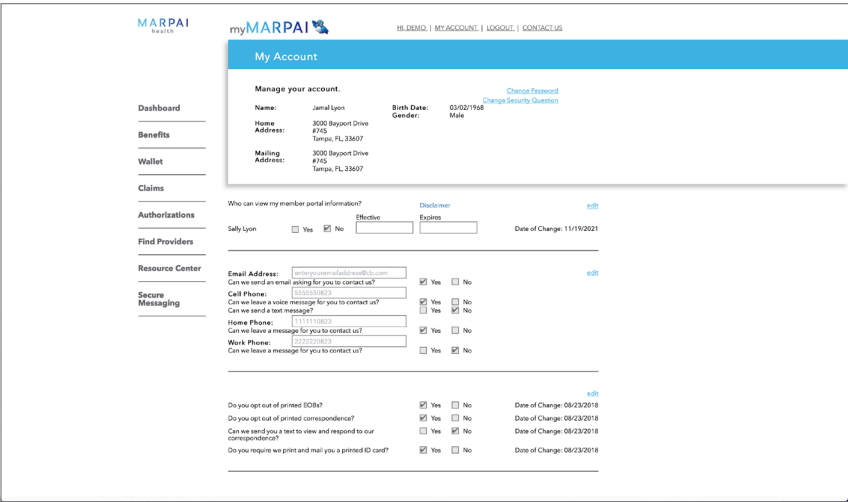 MARPAI
health
myMARPAI
HI, DEMO | MY ACCOUNT | LOGOUT | CONTACT US
My Account
Manage your account.
Change Password
Change Security Question
Name: Jamal Lyon Birth Date: 03/02/1968
Gender: Male
Home Address: 3000 Bayport Drive
#745
Tampa, FL, 33607
Mailing Address: 3000 Bayport Drive
#745
Tampa, FL, 33607
Dashboard
Benefits
Wallet
Claims
Authorizations
Find Providers
Resource Center
Secure
Messaging
Who can view my member portal information? Disclaimer edit
Effective Expires
Sally Lyon Yes No Date of Change: 11/19/2021
Email Address: enteryouremailaddress@cb.com edit
Can we send an email asking for you to contact us? Yes No
Cell Phone: 5555550823
Can we leave a voice message for you to contact us? Yes No
Can we send a text message? Yes No
Home Phone: 1111110823
Can we leave a message for you to contact us? Yes No
Work Phone: 2222220823
Can we leave a message for you to contact us? Yes No
edit
Do you opt out of printed EOBs? Yes No Date of Change: 08/23/2018
Do you opt out of printed correspondence? Yes No Date of Change: 08/23/2018
Can we send you a text to view and respond to our
correspondence? Yes No Date of Change: 08/23/2018
Do you require we print and mail you a printed ID card? Yes No Date of Change: 08/23/2018